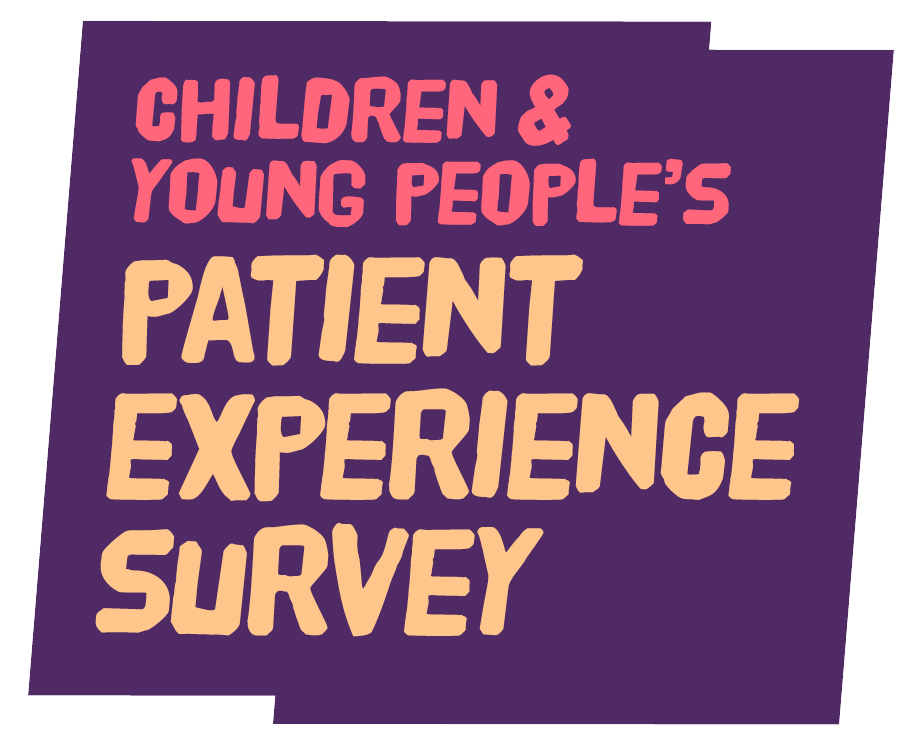 CHILDREN &
YOUNG PEOPLE’S
PATIENT
EXPERIENCE
SURVEY